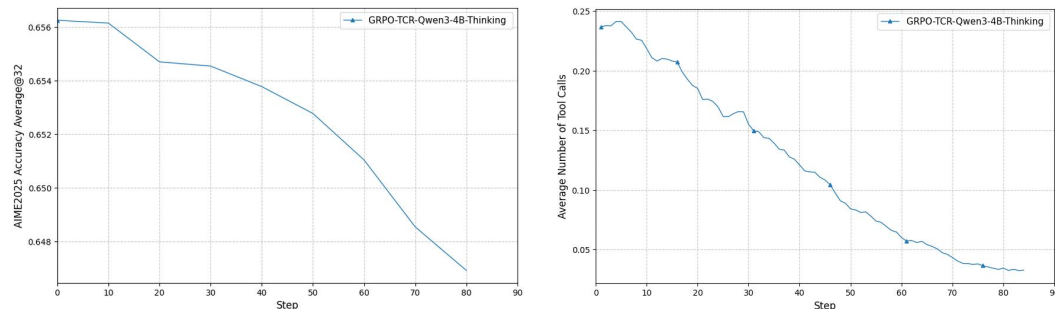 GRPO-TCR-Qwen3-4B-Thinking
AIME2025 Accuracy Average@32
0.656
0.654
0.652
0.650
0.648
0 10 20 30 40 50 60 70 80 90
Step
GRPO-TCR-Qwen3-4B-Thinking
Average Number of Tool Calls
0.25
0.20
0.15
0.10
0.05
0 10 20 30 40 50 60 70 80
Step